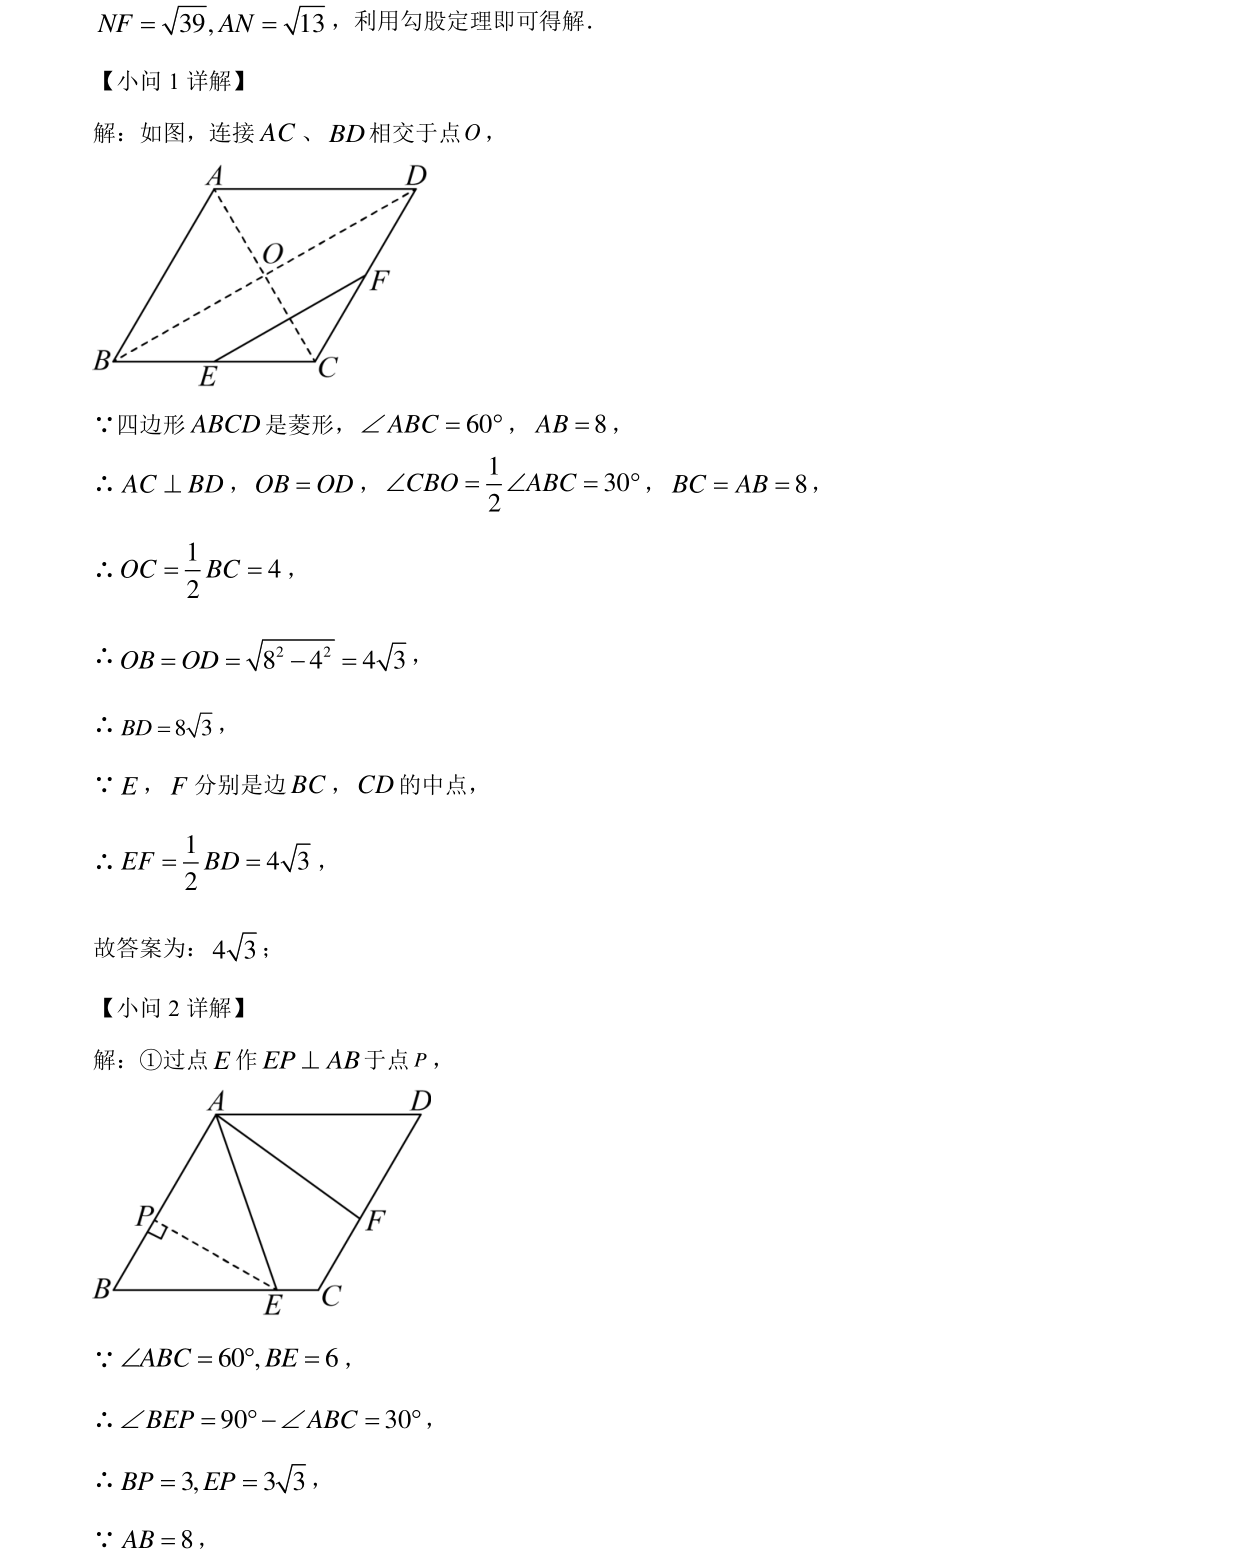 NF = √39, AN = √13，利用勾股定理即可得解．
【小问 1 详解】
解：如图，连接 AC 、 BD 相交于点 O，
A D
O
F
B E C
∵四边形 ABCD 是菱形，∠ABC = 60°， AB = 8，
∴ AC ⊥ BD， OB = OD， ∠CBO = 1/2 ∠ABC = 30°， BC = AB = 8，
∴ OC = 1/2 BC = 4，
∴ OB = OD = √(8² − 4²) = 4√3，
∴ BD = 8√3，
∵ E， F 分别是边 BC， CD 的中点，
∴ EF = 1/2 BD = 4√3，
故答案为： 4√3；
【小问 2 详解】
解：①过点 E 作 EP ⊥ AB 于点 P，
A D
P F
B E C
∵ ∠ABC = 60°, BE = 6，
∴ ∠BEP = 90° − ∠ABC = 30°，
∴ BP = 3, EP = 3√3，
∵ AB = 8，